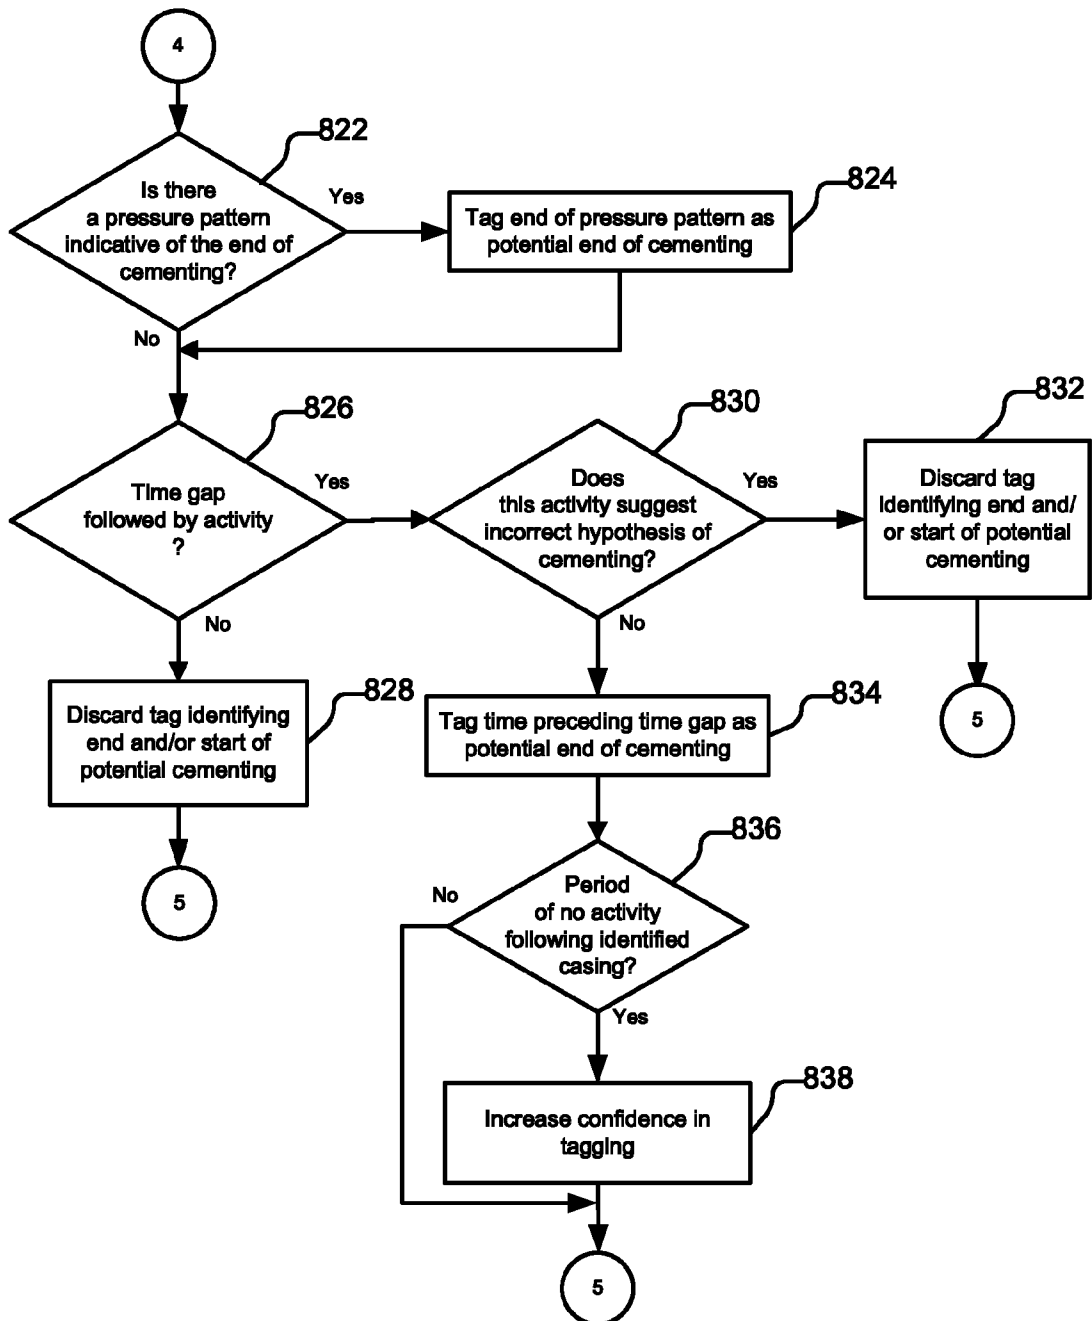 4
822
Is there
a pressure pattern
indicative of the end of
cementing?
Yes
824
Tag end of pressure pattern as
potential end of cementing
No
826
Time gap
followed by activity
?
Yes
830
Does
this activity suggest
incorrect hypothesis of
cementing?
Yes
832
Discard tag
identifying end and/
or start of potential
cementing
No
No
828
Discard tag identifying
end and/or start of
potential cementing
834
Tag time preceding time gap as
potential end of cementing
5
5
836
Period
of no activity
following identified
casing?
No
Yes
838
Increase confidence in
tagging
5